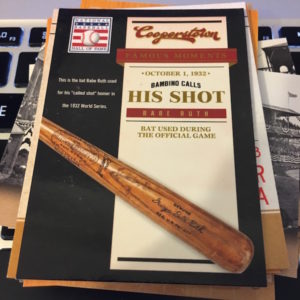 NATIONAL
BASEBALL
HALL OF FAME
Cooperstown
FAMOUS MOMENTS
• OCTOBER 1, 1932 •
BAMBINO CALLS
HIS SHOT
BABE RUTH
BAT USED DURING
THE OFFICIAL GAME
This is the bat Babe Ruth used
for his "called shot" homer in
the 1932 World Series.